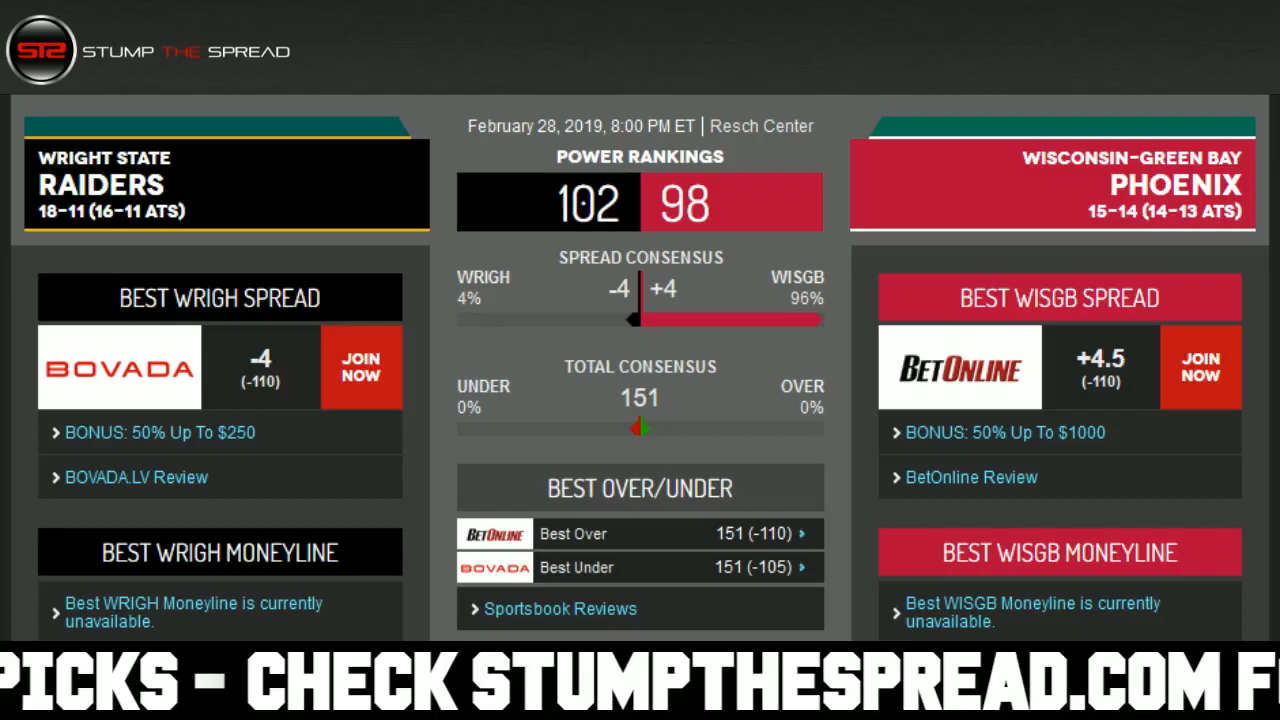 STS STUMP THE SPREAD
WRIGHT STATE
RAIDERS
18-11 (16-11 ATS)
February 28, 2019, 8:00 PM ET | Resch Center
POWER RANKINGS
102 98
WISCONSIN-GREEN BAY
PHOENIX
15-14 (14-13 ATS)
SPREAD CONSENSUS
WRIGH -4 +4 WISGB
4% 96%
TOTAL CONSENSUS
UNDER 151 OVER
0% 0%
BEST WRIGH SPREAD
BOVADA -4 (-110) JOIN NOW
BONUS: 50% Up To $250
BOVADA.LV Review
BEST WRIGH MONEYLINE
Best WRIGH Moneyline is currently
unavailable.
BEST OVER/UNDER
BETONLINE Best Over 151 (-110)
BOVADA Best Under 151 (-105)
Sportsbook Reviews
BEST WISGB SPREAD
BETONLINE +4.5 (-110) JOIN NOW
BONUS: 50% Up To $1000
BetOnline Review
BEST WISGB MONEYLINE
Best WISGB Moneyline is currently
unavailable.
PICKS - CHECK STUMPTHESPREAD.COM F